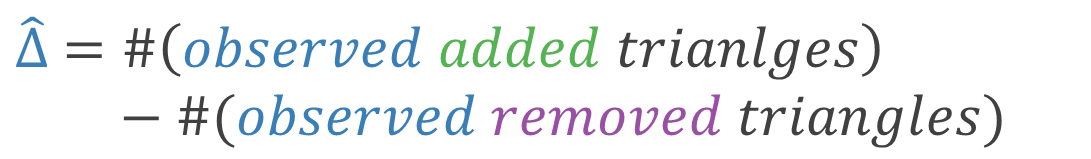 Δ̂ = #(observed added trianlges)
− #(observed removed triangles)